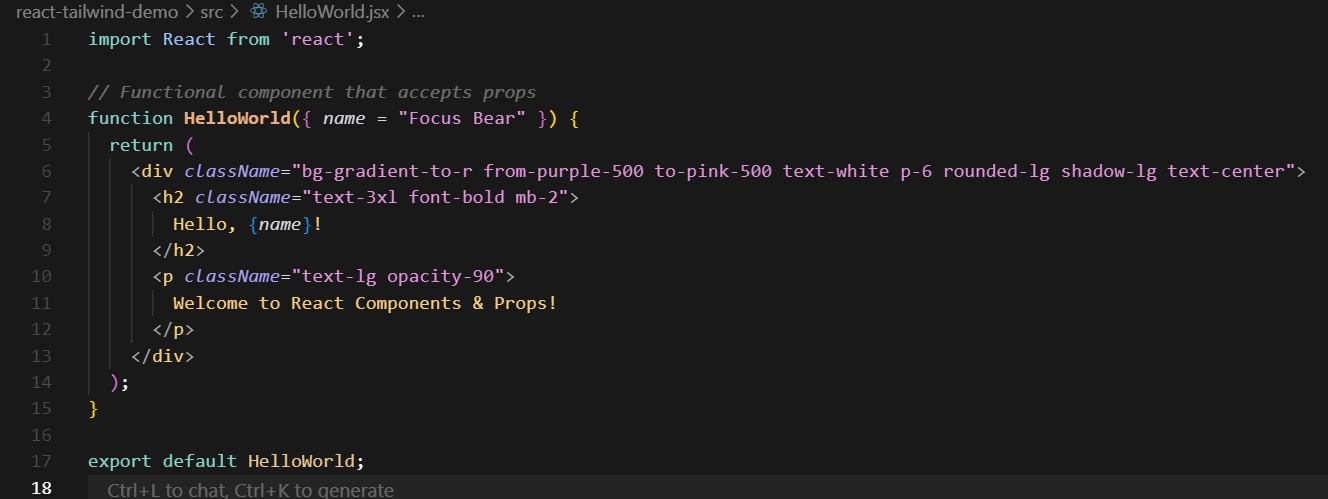 react-tailwind-demo > src > HelloWorld.jsx > ...
1 import React from 'react';
2
3 // Functional component that accepts props
4 function HelloWorld({ name = "Focus Bear" }) {
5   return (
6     <div className="bg-gradient-to-r from-purple-500 to-pink-500 text-white p-6 rounded-lg shadow-lg text-center">
7       <h2 className="text-3xl font-bold mb-2">
8         Hello, {name}!
9       </h2>
10       <p className="text-lg opacity-90">
11         Welcome to React Components & Props!
12       </p>
13     </div>
14   );
15 }
16
17 export default HelloWorld;
18 Ctrl+L to chat, Ctrl+K to generate